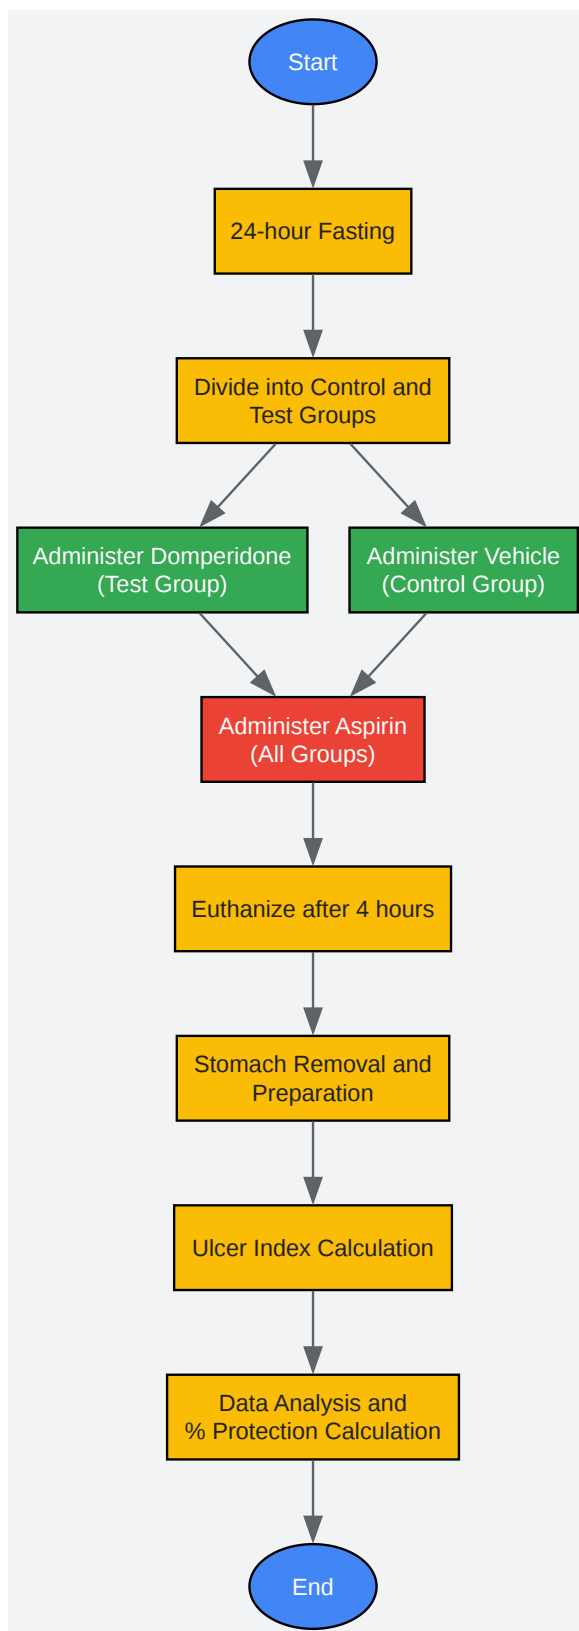 Start
24-hour Fasting
Divide into Control and
Test Groups
Administer Domperidone
(Test Group)
Administer Vehicle
(Control Group)
Administer Aspirin
(All Groups)
Euthanize after 4 hours
Stomach Removal and
Preparation
Ulcer Index Calculation
Data Analysis and
% Protection Calculation
End